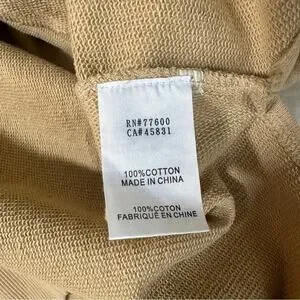 RN#77600
CA#45831
100%COTTON
MADE IN CHINA
100%COTON
FABRIQUÉ EN CHINE